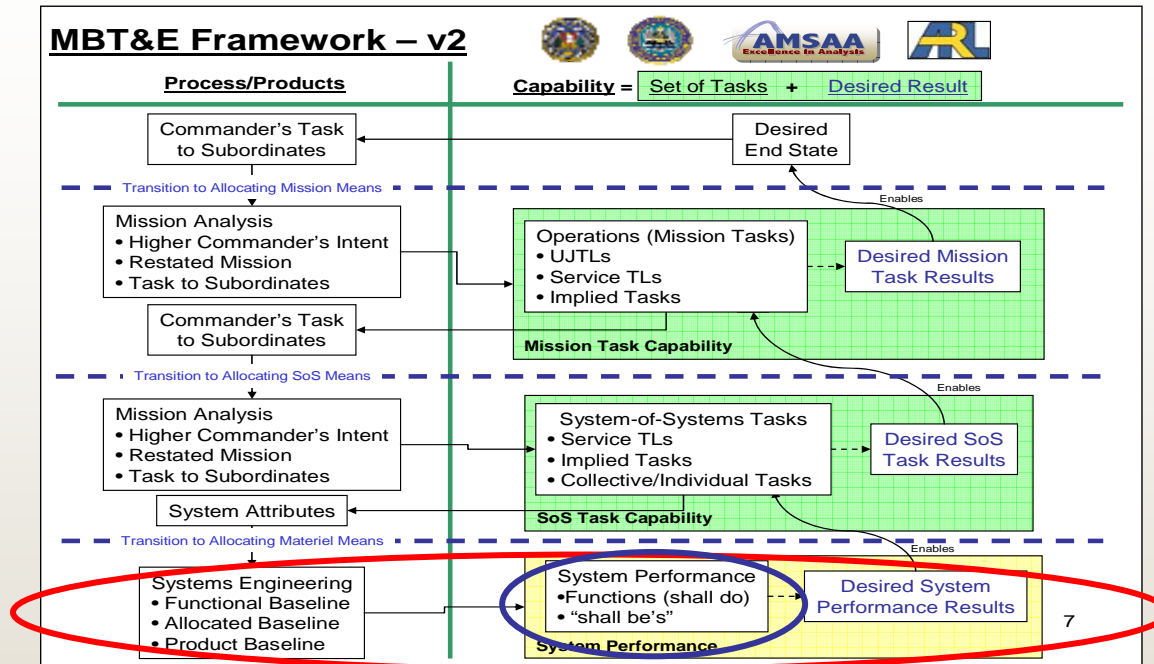 MBT&E Framework – v2
AMSAA
Excellence in Analysis
ARL
Process/Products
Capability = Set of Tasks + Desired Result
Commander's Task
to Subordinates
Desired
End State
Transition to Allocating Mission Means
Enables
Mission Analysis
• Higher Commander's Intent
• Restated Mission
• Task to Subordinates
Operations (Mission Tasks)
• UJTLs
• Service TLs
• Implied Tasks
Desired Mission
Task Results
Commander's Task
to Subordinates
Mission Task Capability
Transition to Allocating SoS Means
Enables
Mission Analysis
• Higher Commander's Intent
• Restated Mission
• Task to Subordinates
System-of-Systems Tasks
• Service TLs
• Implied Tasks
• Collective/Individual Tasks
Desired SoS
Task Results
System Attributes
SoS Task Capability
Transition to Allocating Materiel Means
Enables
Systems Engineering
• Functional Baseline
• Allocated Baseline
• Product Baseline
System Performance
•Functions (shall do)
• "shall be's"
Desired System
Performance Results
System Performance
7